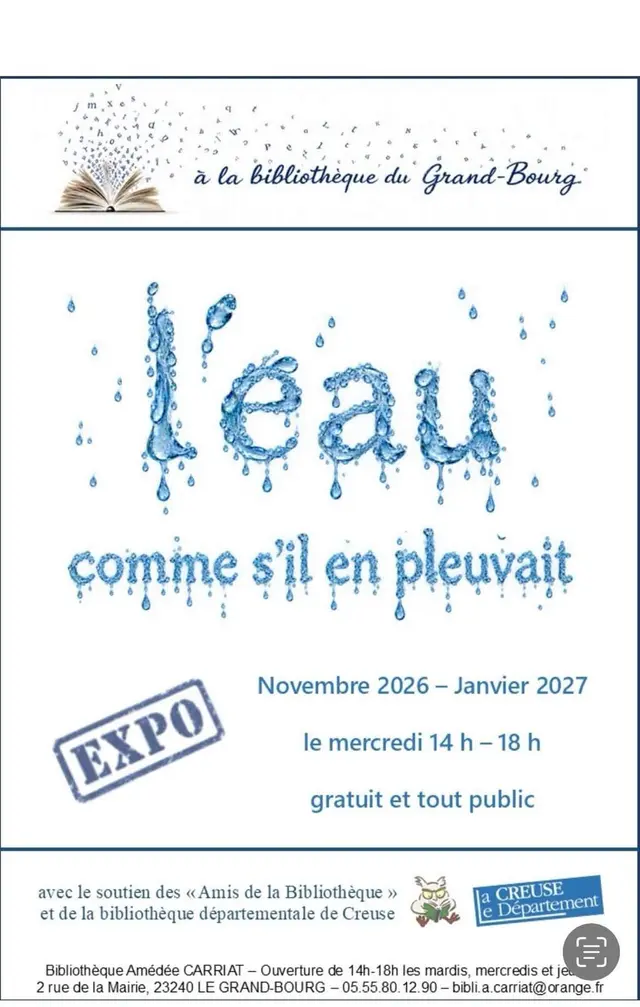 à la bibliothèque du Grand-Bourg
l'eau
comme s'il en pleuvait
EXPO
Novembre 2026 – Janvier 2027
le mercredi 14 h – 18 h
gratuit et tout public
avec le soutien des « Amis de la Bibliothèque »
et de la bibliothèque départementale de Creuse
la CREUSE
le Département
Bibliothèque Amédée CARRIAT – Ouverture de 14h-18h les mardis, mercredis et
2 rue de la Mairie, 23240 LE GRAND-BOURG – 05.55.80.12.90 – bibli.a.carriat@orange.fr